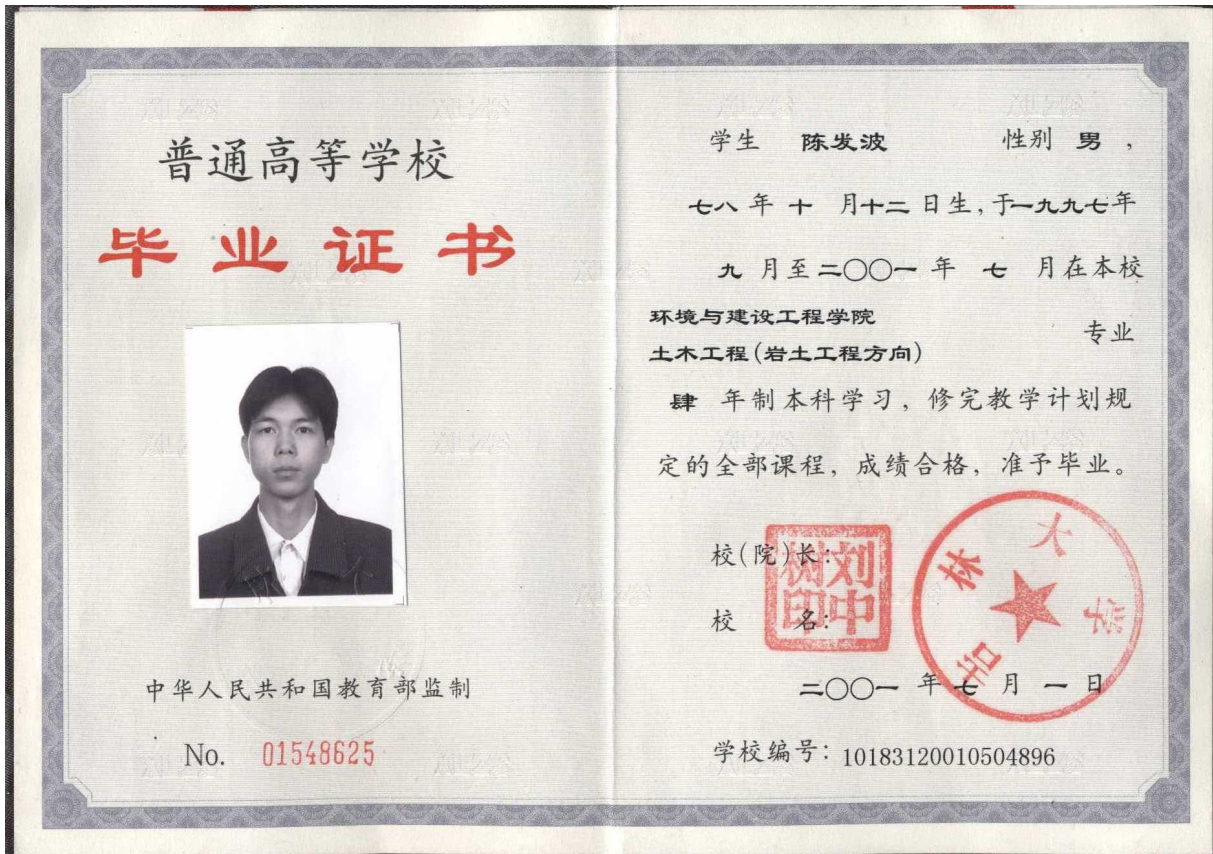 普通高等学校
毕业证书
中华人民共和国教育部监制
No. 01548625
学生 陈发波 性别 男，
七八 年 十 月十二 日生，于一九九七年
九 月至二〇〇一 年 七 月在本校
环境与建设工程学院
土木工程(岩土工程方向) 专业
肆 年制本科学习，修完教学计划规
定的全部课程，成绩合格，准予毕业。
校(院)长：
刘中树印
校 名：
吉林大学
二〇〇一 年 七 月 一 日
学校编号：10183120010504896